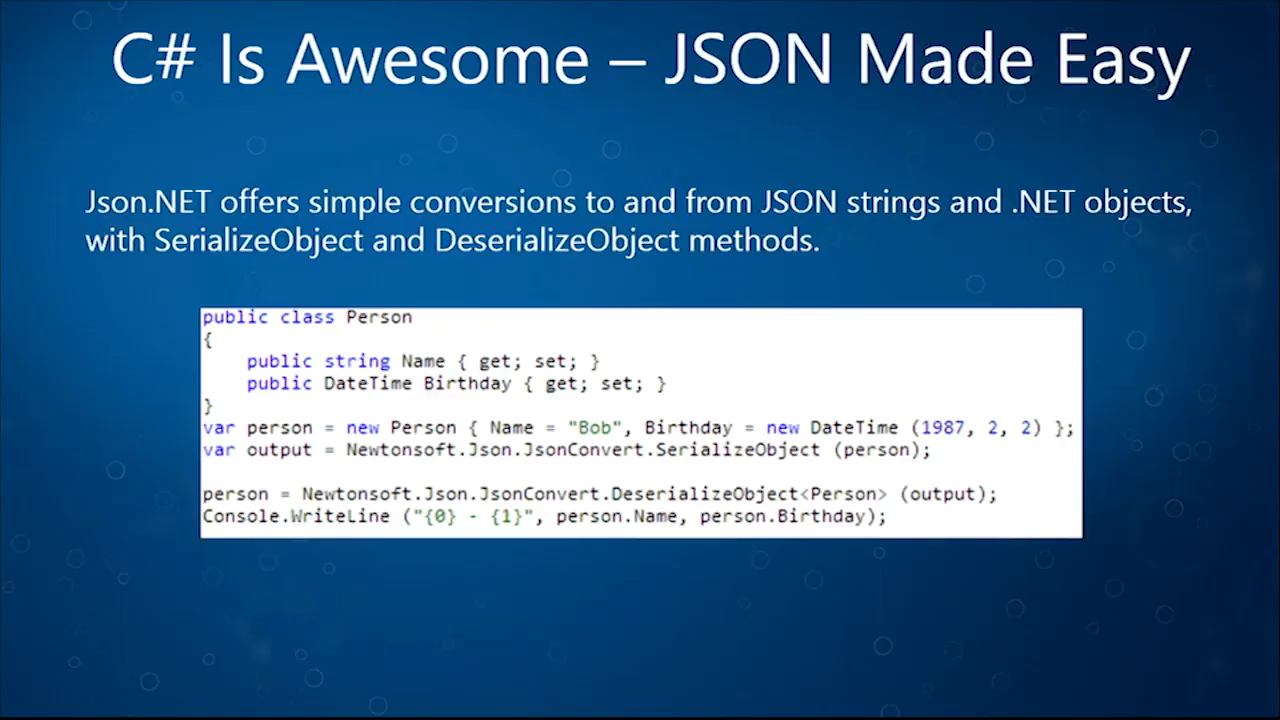 C# Is Awesome – JSON Made Easy
Json.NET offers simple conversions to and from JSON strings and .NET objects,
with SerializeObject and DeserializeObject methods.
public class Person
{
    public string Name { get; set; }
    public DateTime Birthday { get; set; }
}
var person = new Person { Name = "Bob", Birthday = new DateTime (1987, 2, 2) };
var output = Newtonsoft.Json.JsonConvert.SerializeObject (person);
person = Newtonsoft.Json.JsonConvert.DeserializeObject<Person> (output);
Console.WriteLine ("{0} - {1}", person.Name, person.Birthday);